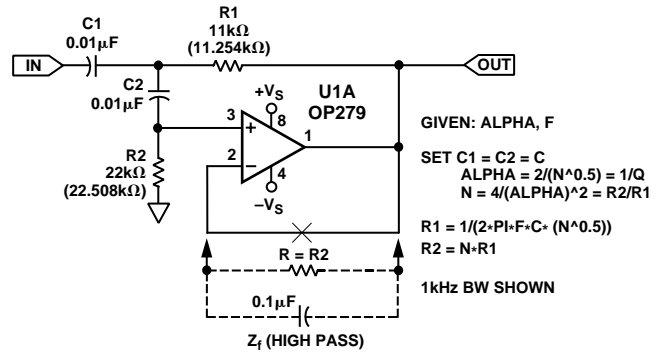 C1
0.01μF
IN
R1
11kΩ
(11.254kΩ)
OUT
C2
0.01μF
+VS
U1A
OP279
3
8
1
2
4
–VS
R2
22kΩ
(22.508kΩ)
R = R2
0.1μF
Zf (HIGH PASS)
GIVEN: ALPHA, F
SET C1 = C2 = C
ALPHA = 2/(N^0.5) = 1/Q
N = 4/(ALPHA)^2 = R2/R1
R1 = 1/(2*PI*F*C* (N^0.5))
R2 = N*R1
1kHz BW SHOWN